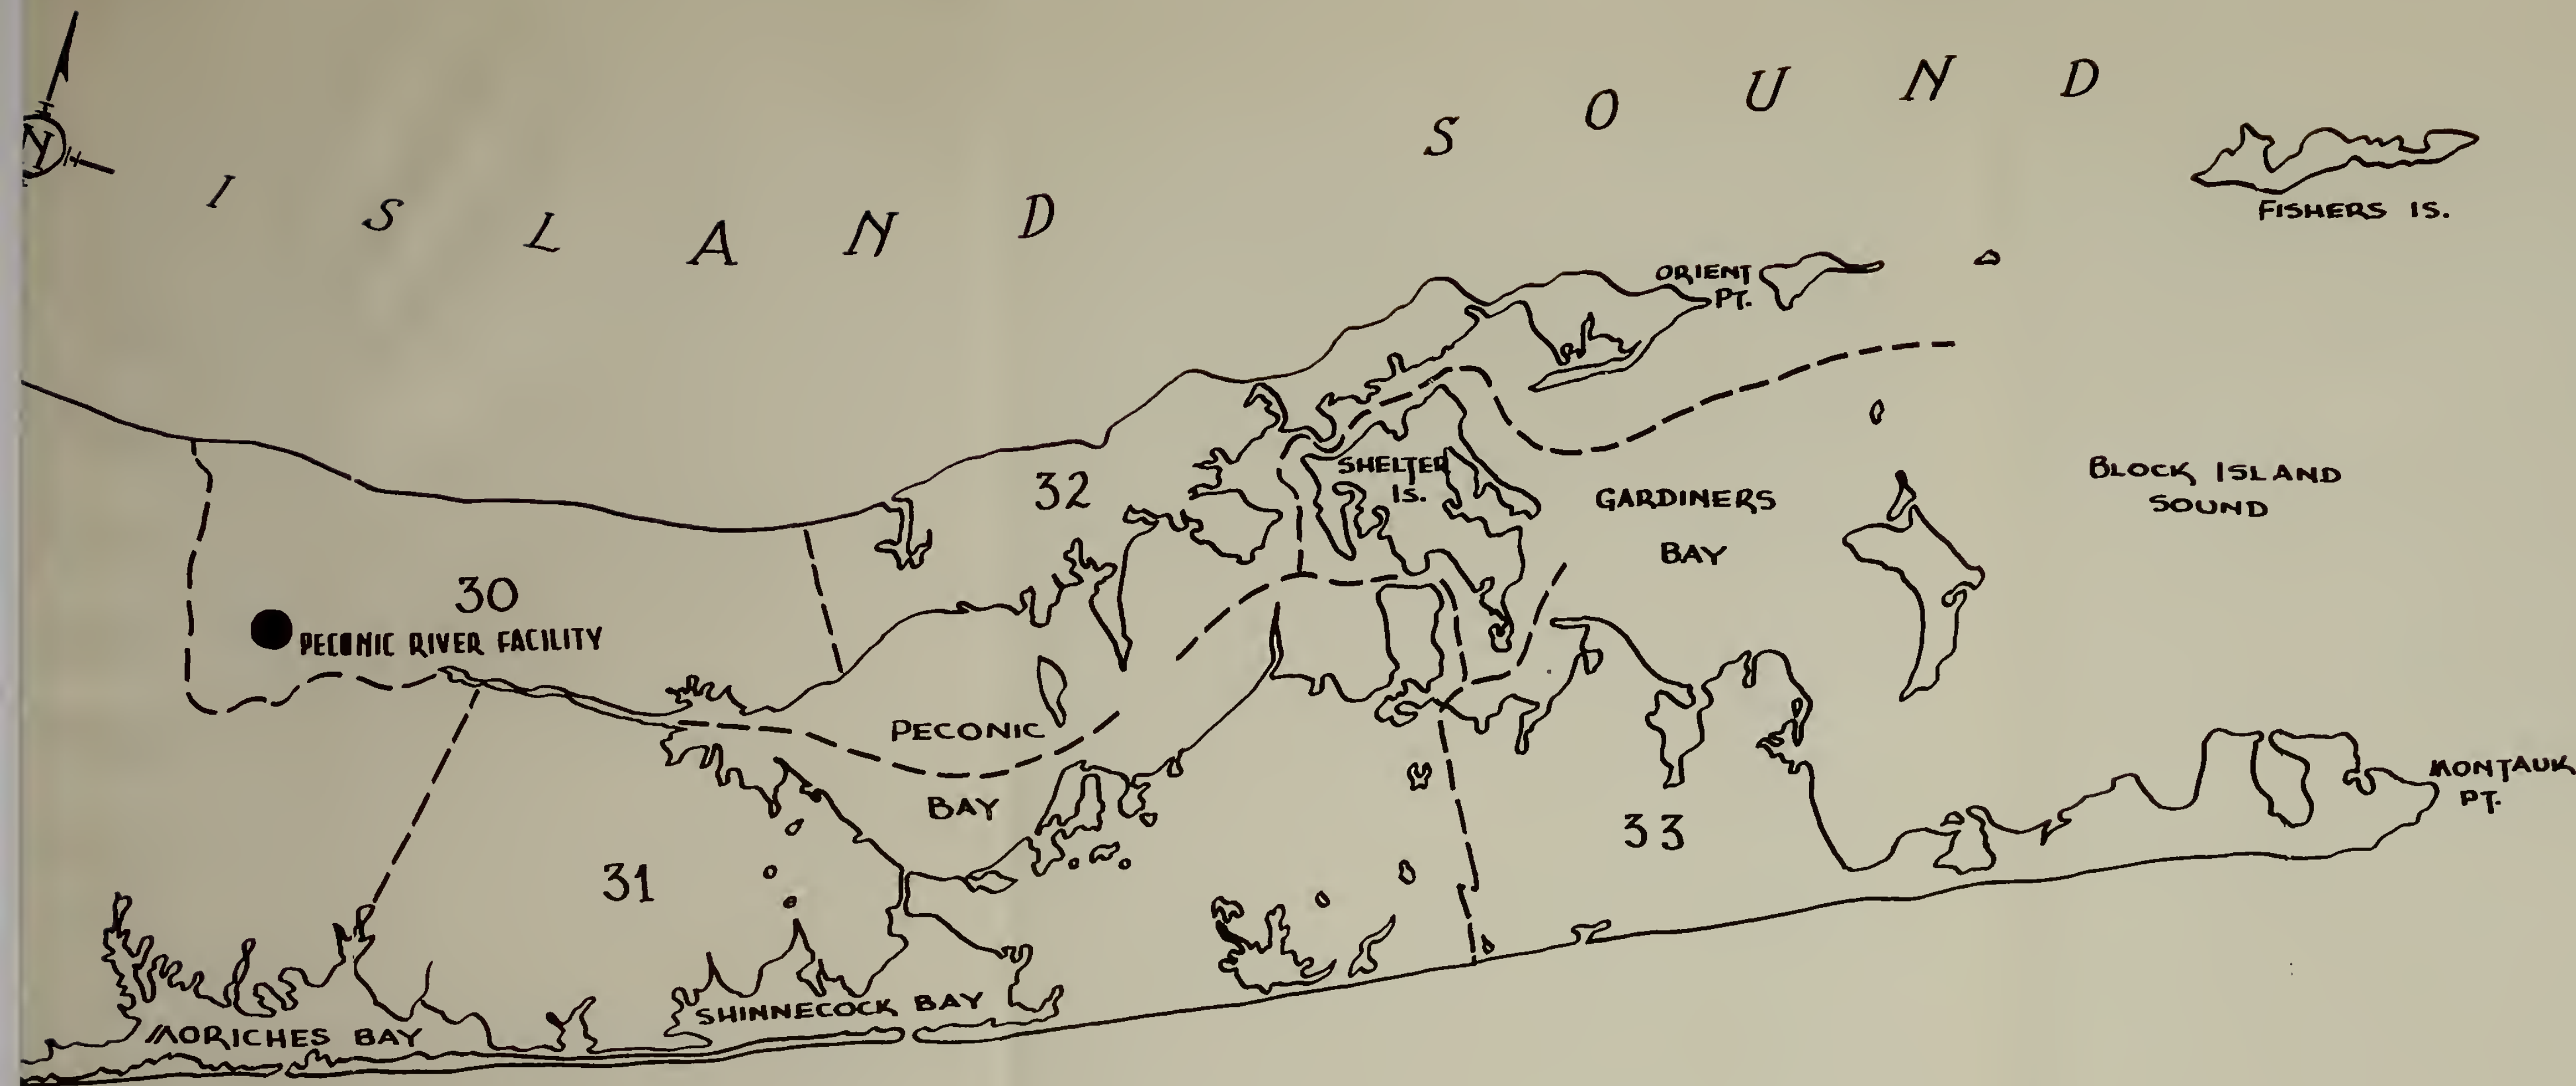 N
I S L A N D
S O U N D
FISHERS IS.
ORIENT
PT.
32
SHELTER
IS.
GARDINERS
BAY
BLOCK ISLAND
SOUND
30
PECONIC RIVER FACILITY
PECONIC
BAY
31
33
MONTAUK
PT.
SHINNECOCK BAY
MORICHES BAY